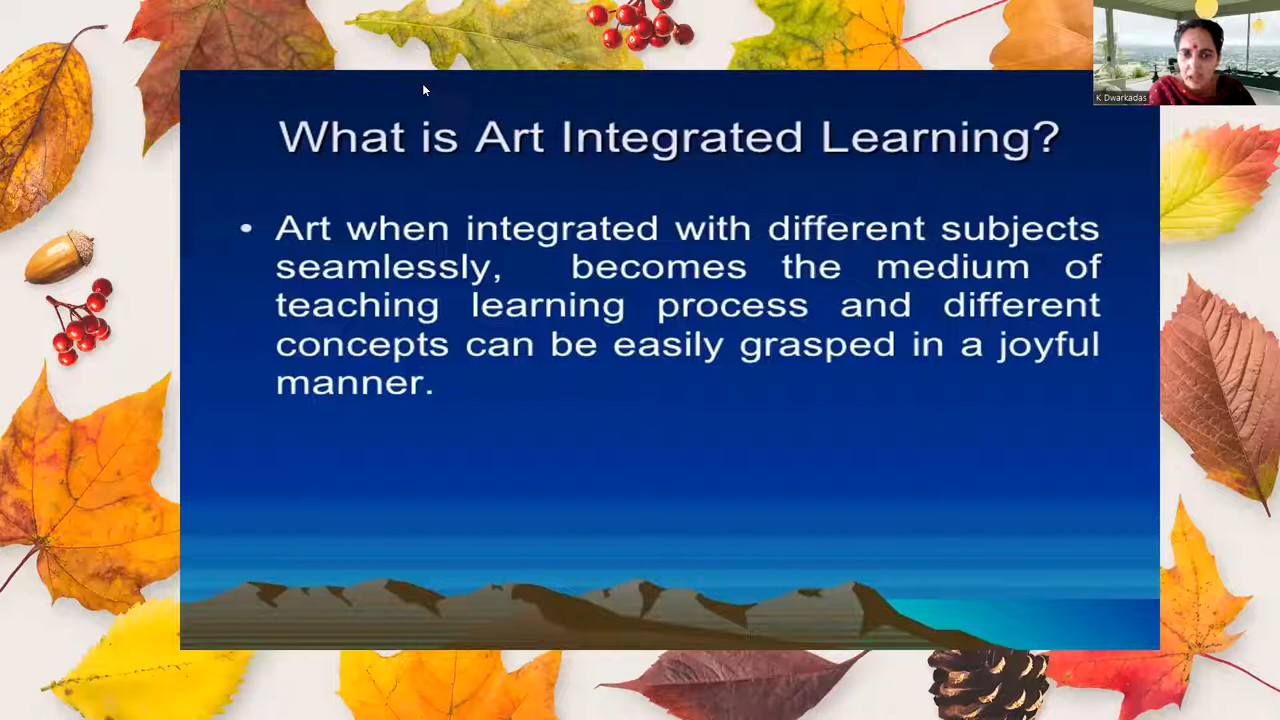 K Dwarkadas
What is Art Integrated Learning?
• Art when integrated with different subjects
seamlessly, becomes the medium of
teaching learning process and different
concepts can be easily grasped in a joyful
manner.